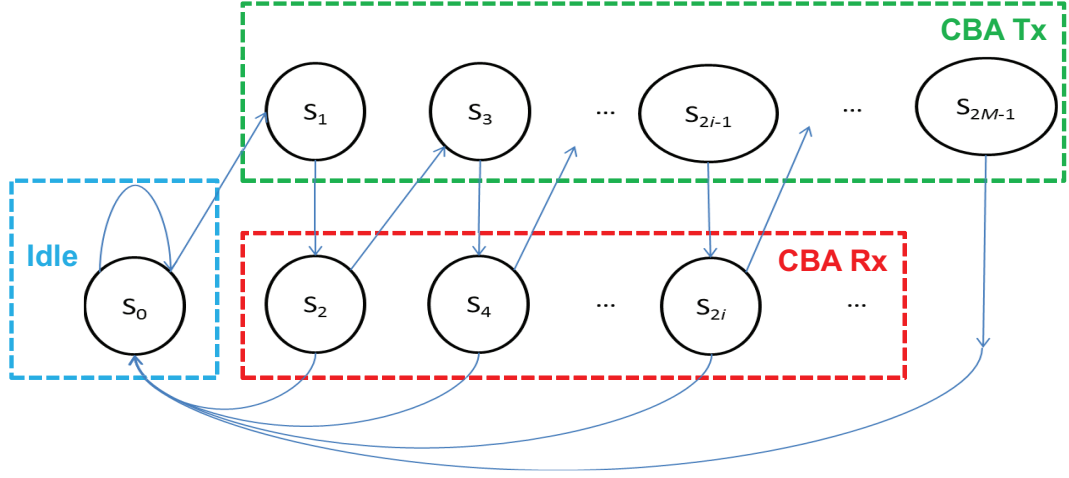 CBA Tx
S1 S3 ... S2i-1 ... S2M-1
Idle
CBA Rx
S0 S2 S4 ... S2i ...